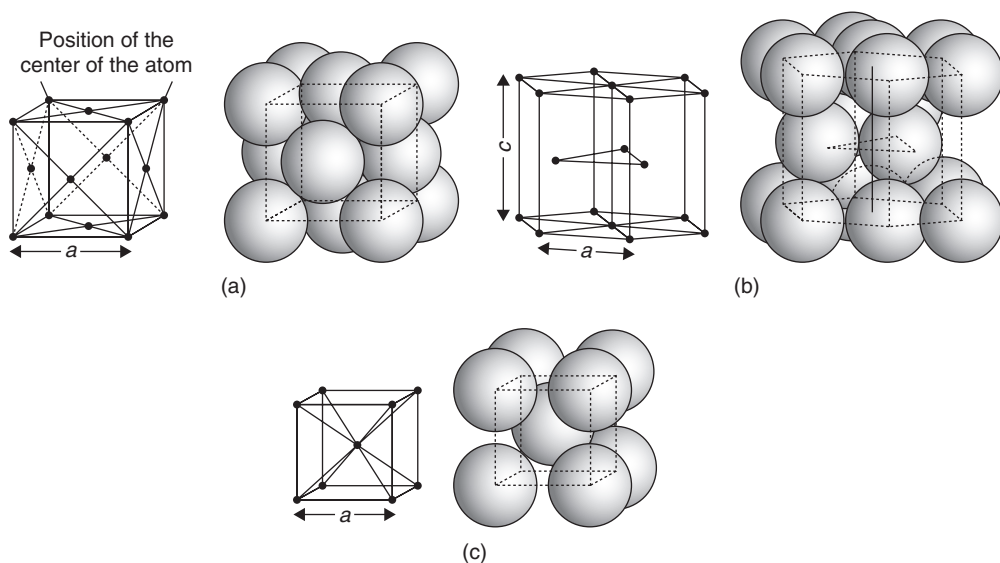 Position of the
center of the atom
a
(a)
c
a
(b)
a
(c)